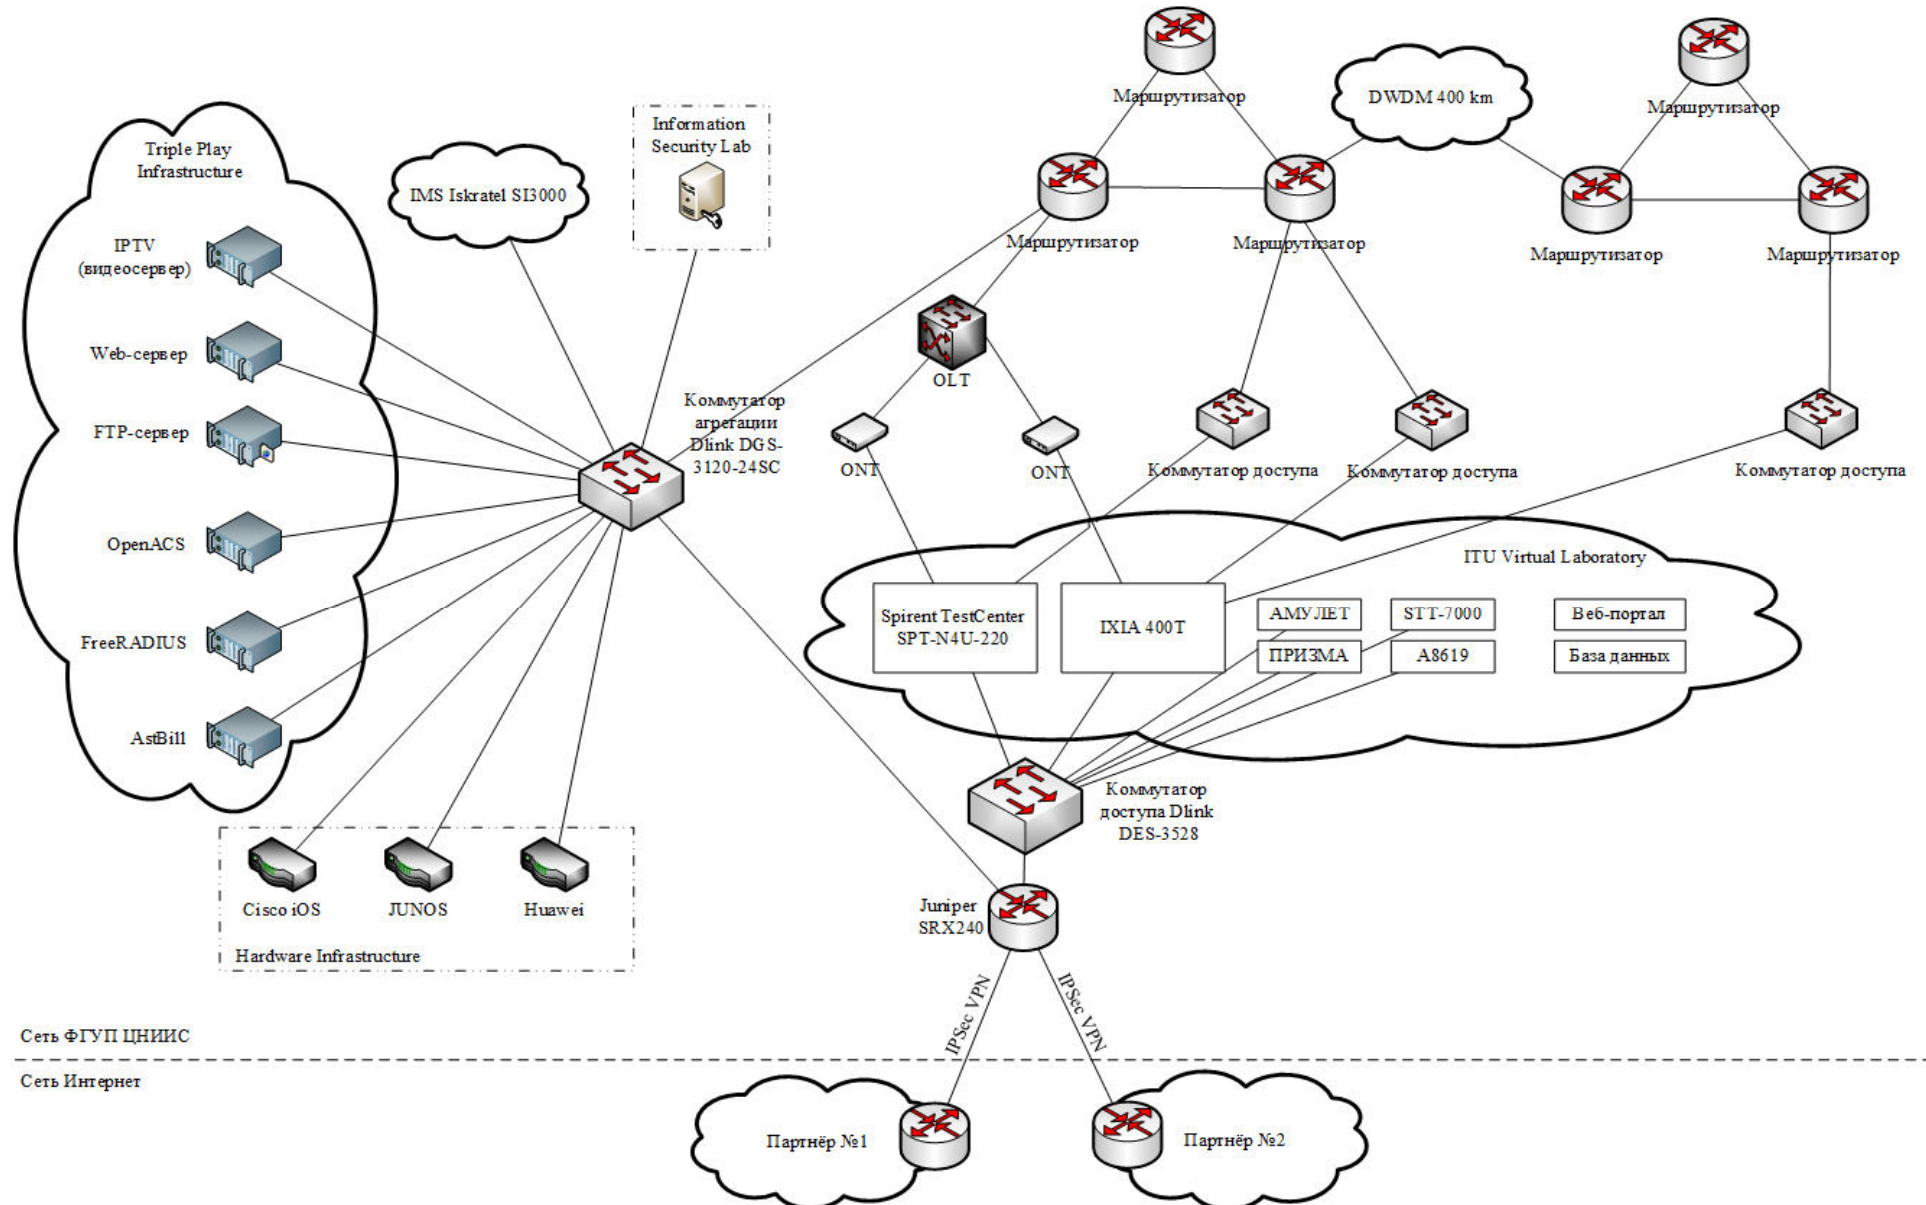 Маршрутизатор
Маршрутизатор
DWDM 400 km
Information
Security Lab
Triple Play
Infrastructure
IMS Iskratel SI3000
Маршрутизатор
Маршрутизатор
Маршрутизатор
Маршрутизатор
IPTV
(видеосервер)
Web-сервер
FTP-сервер
OpenACS
FreeRADIUS
AstBill
Коммутатор
агрегации
Dlink DGS-
3120-24SC
OLT
ONT
ONT
Коммутатор доступа
Коммутатор доступа
Коммутатор доступа
ITU Virtual Laboratory
Spirent TestCenter
SPT-N4U-220
IXIA 400T
АМУЛЕТ
STT-7000
Веб-портал
ПРИЗМА
A8619
База данных
Коммутатор
доступа Dlink
DES-3528
Cisco iOS
JUNOS
Huawei
Hardware Infrastructure
Juniper
SRX240
IPSec VPN
IPSec VPN
Сеть ФГУП ЦНИИС
Сеть Интернет
Партнёр №1
Партнёр №2